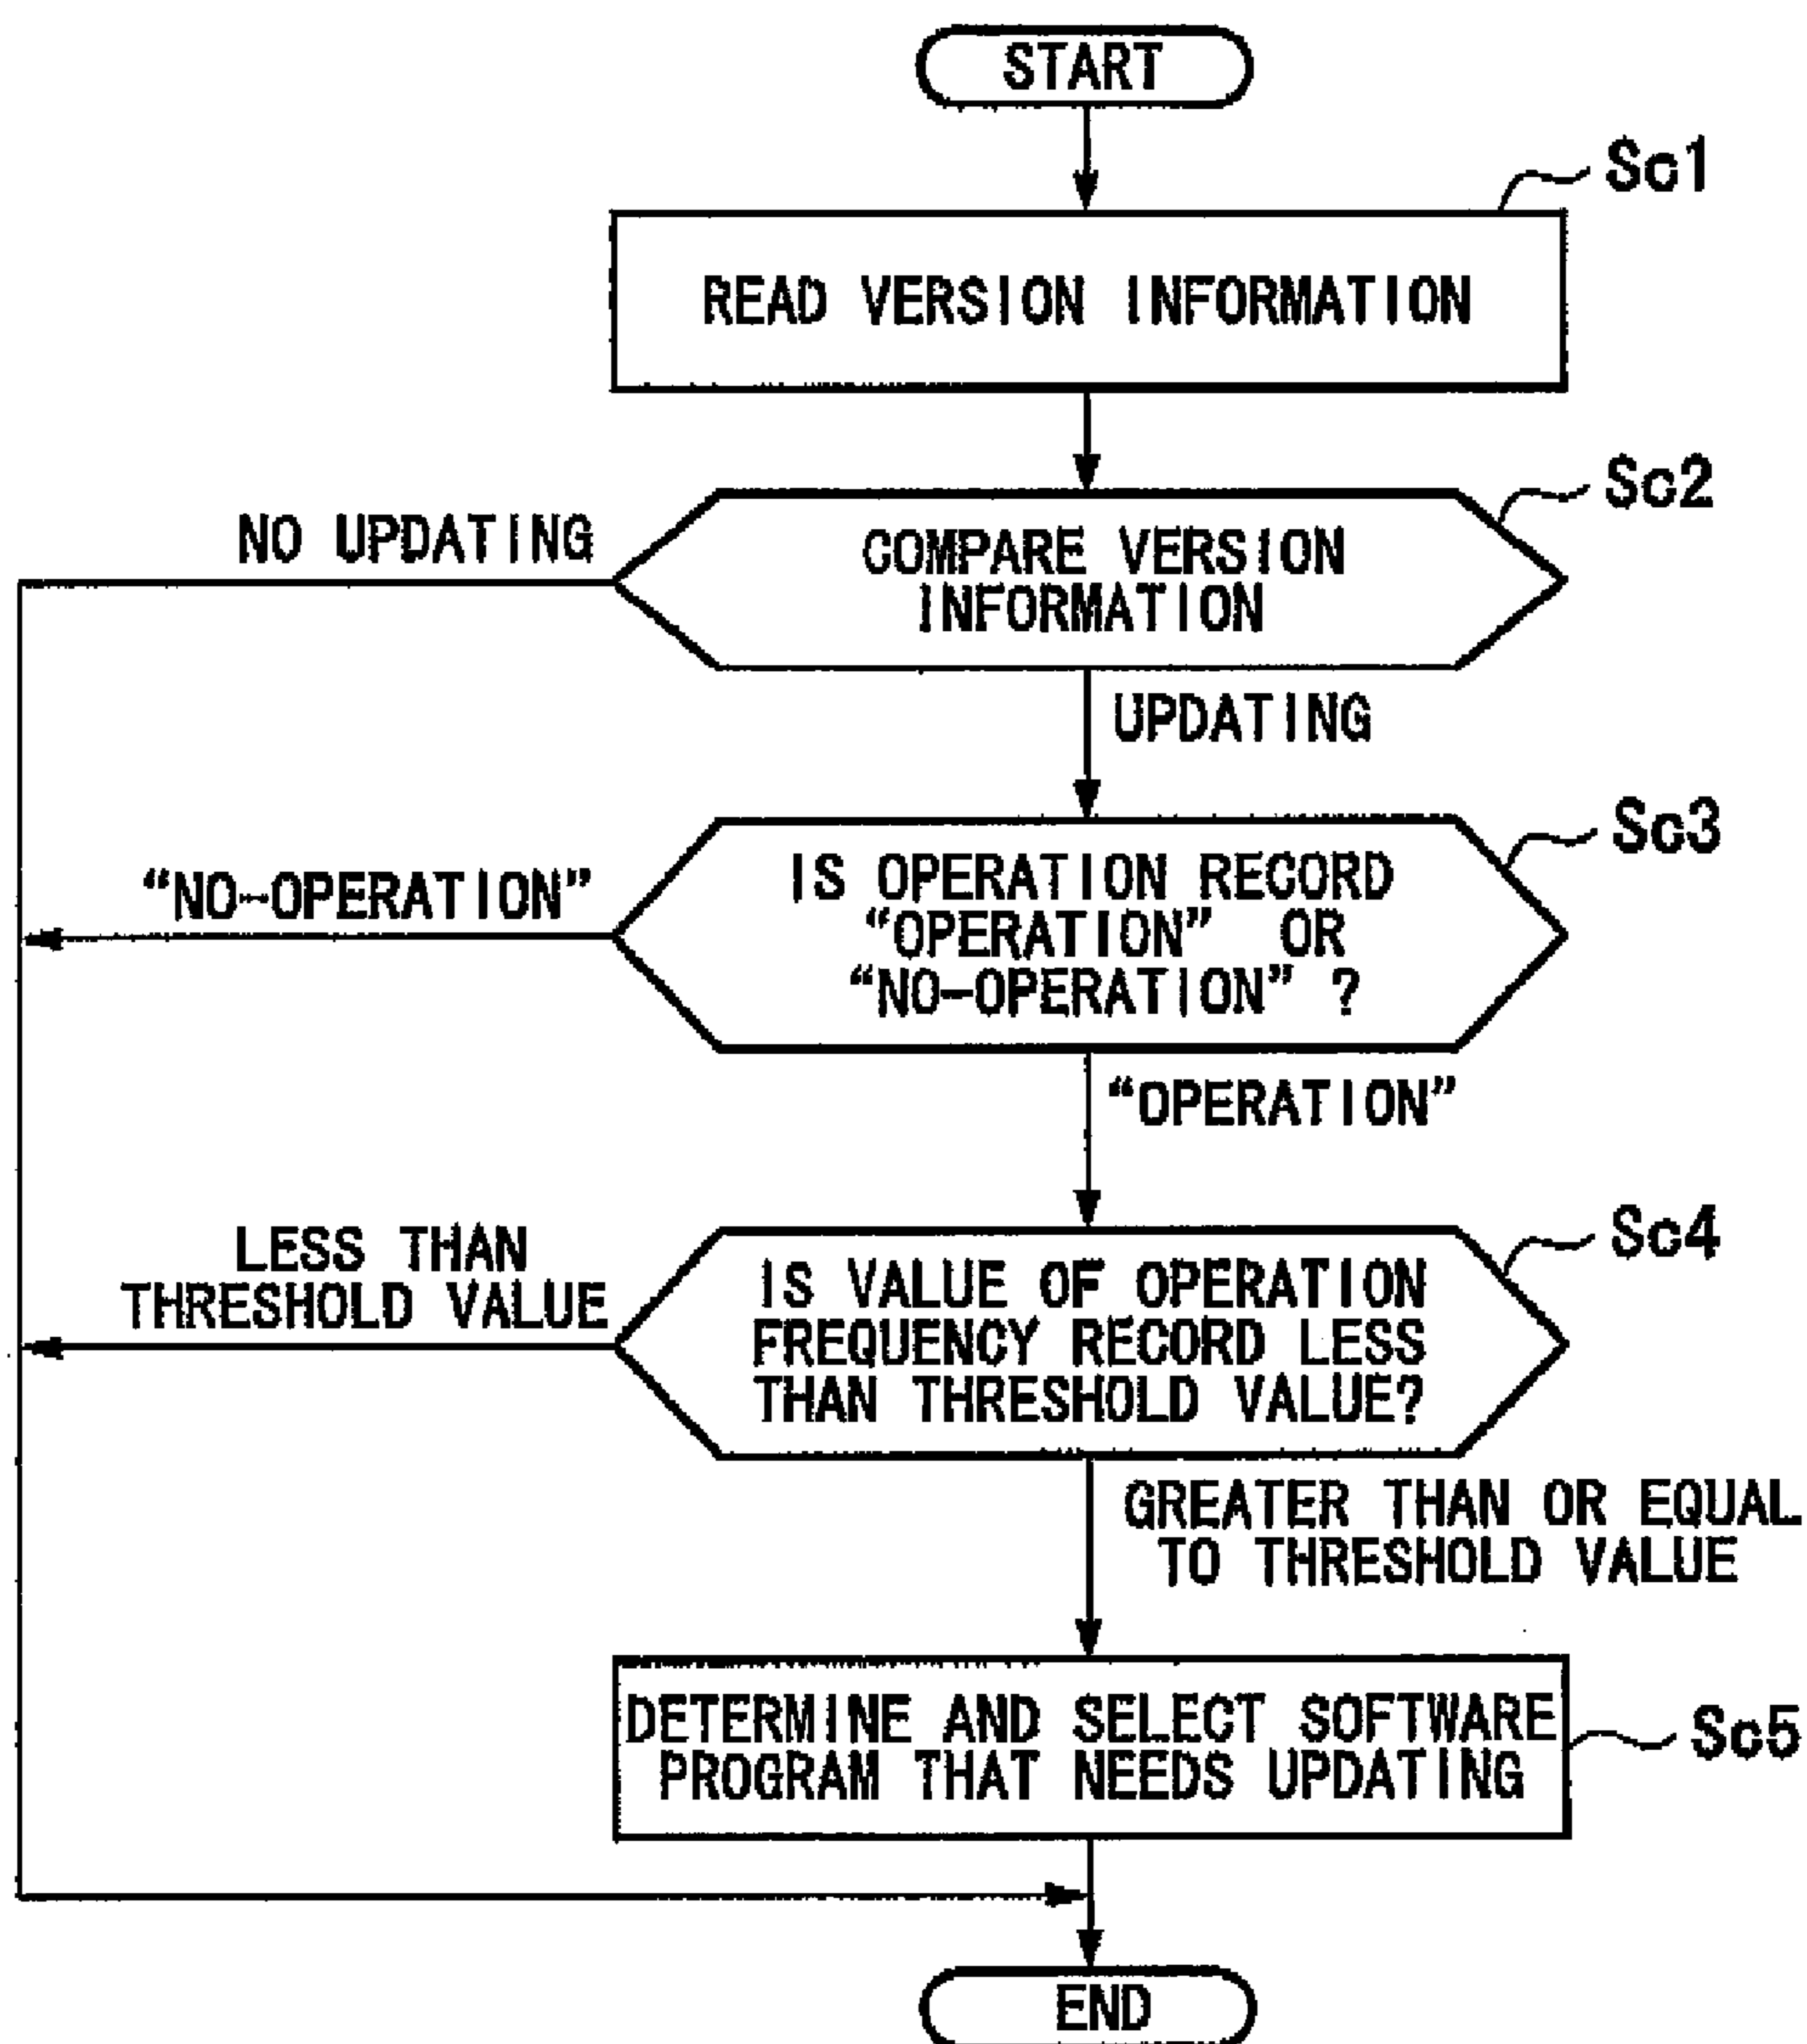 START
Sc1
READ VERSION INFORMATION
Sc2
NO UPDATING
COMPARE VERSION
INFORMATION
UPDATING
Sc3
"NO-OPERATION"
IS OPERATION RECORD
“OPERATION” OR
“NO-OPERATION” ?
“OPERATION”
Sc4
LESS THAN
THRESHOLD VALUE
IS VALUE OF OPERATION
FREQUENCY RECORD LESS
THAN THRESHOLD VALUE?
GREATER THAN OR EQUAL
TO THRESHOLD VALUE
DETERMINE AND SELECT SOFTWARE
PROGRAM THAT NEEDS UPDATING
Sc5
END